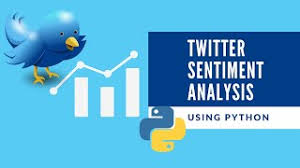 TWITTER
SENTIMENT
ANALYSIS
USING PYTHON